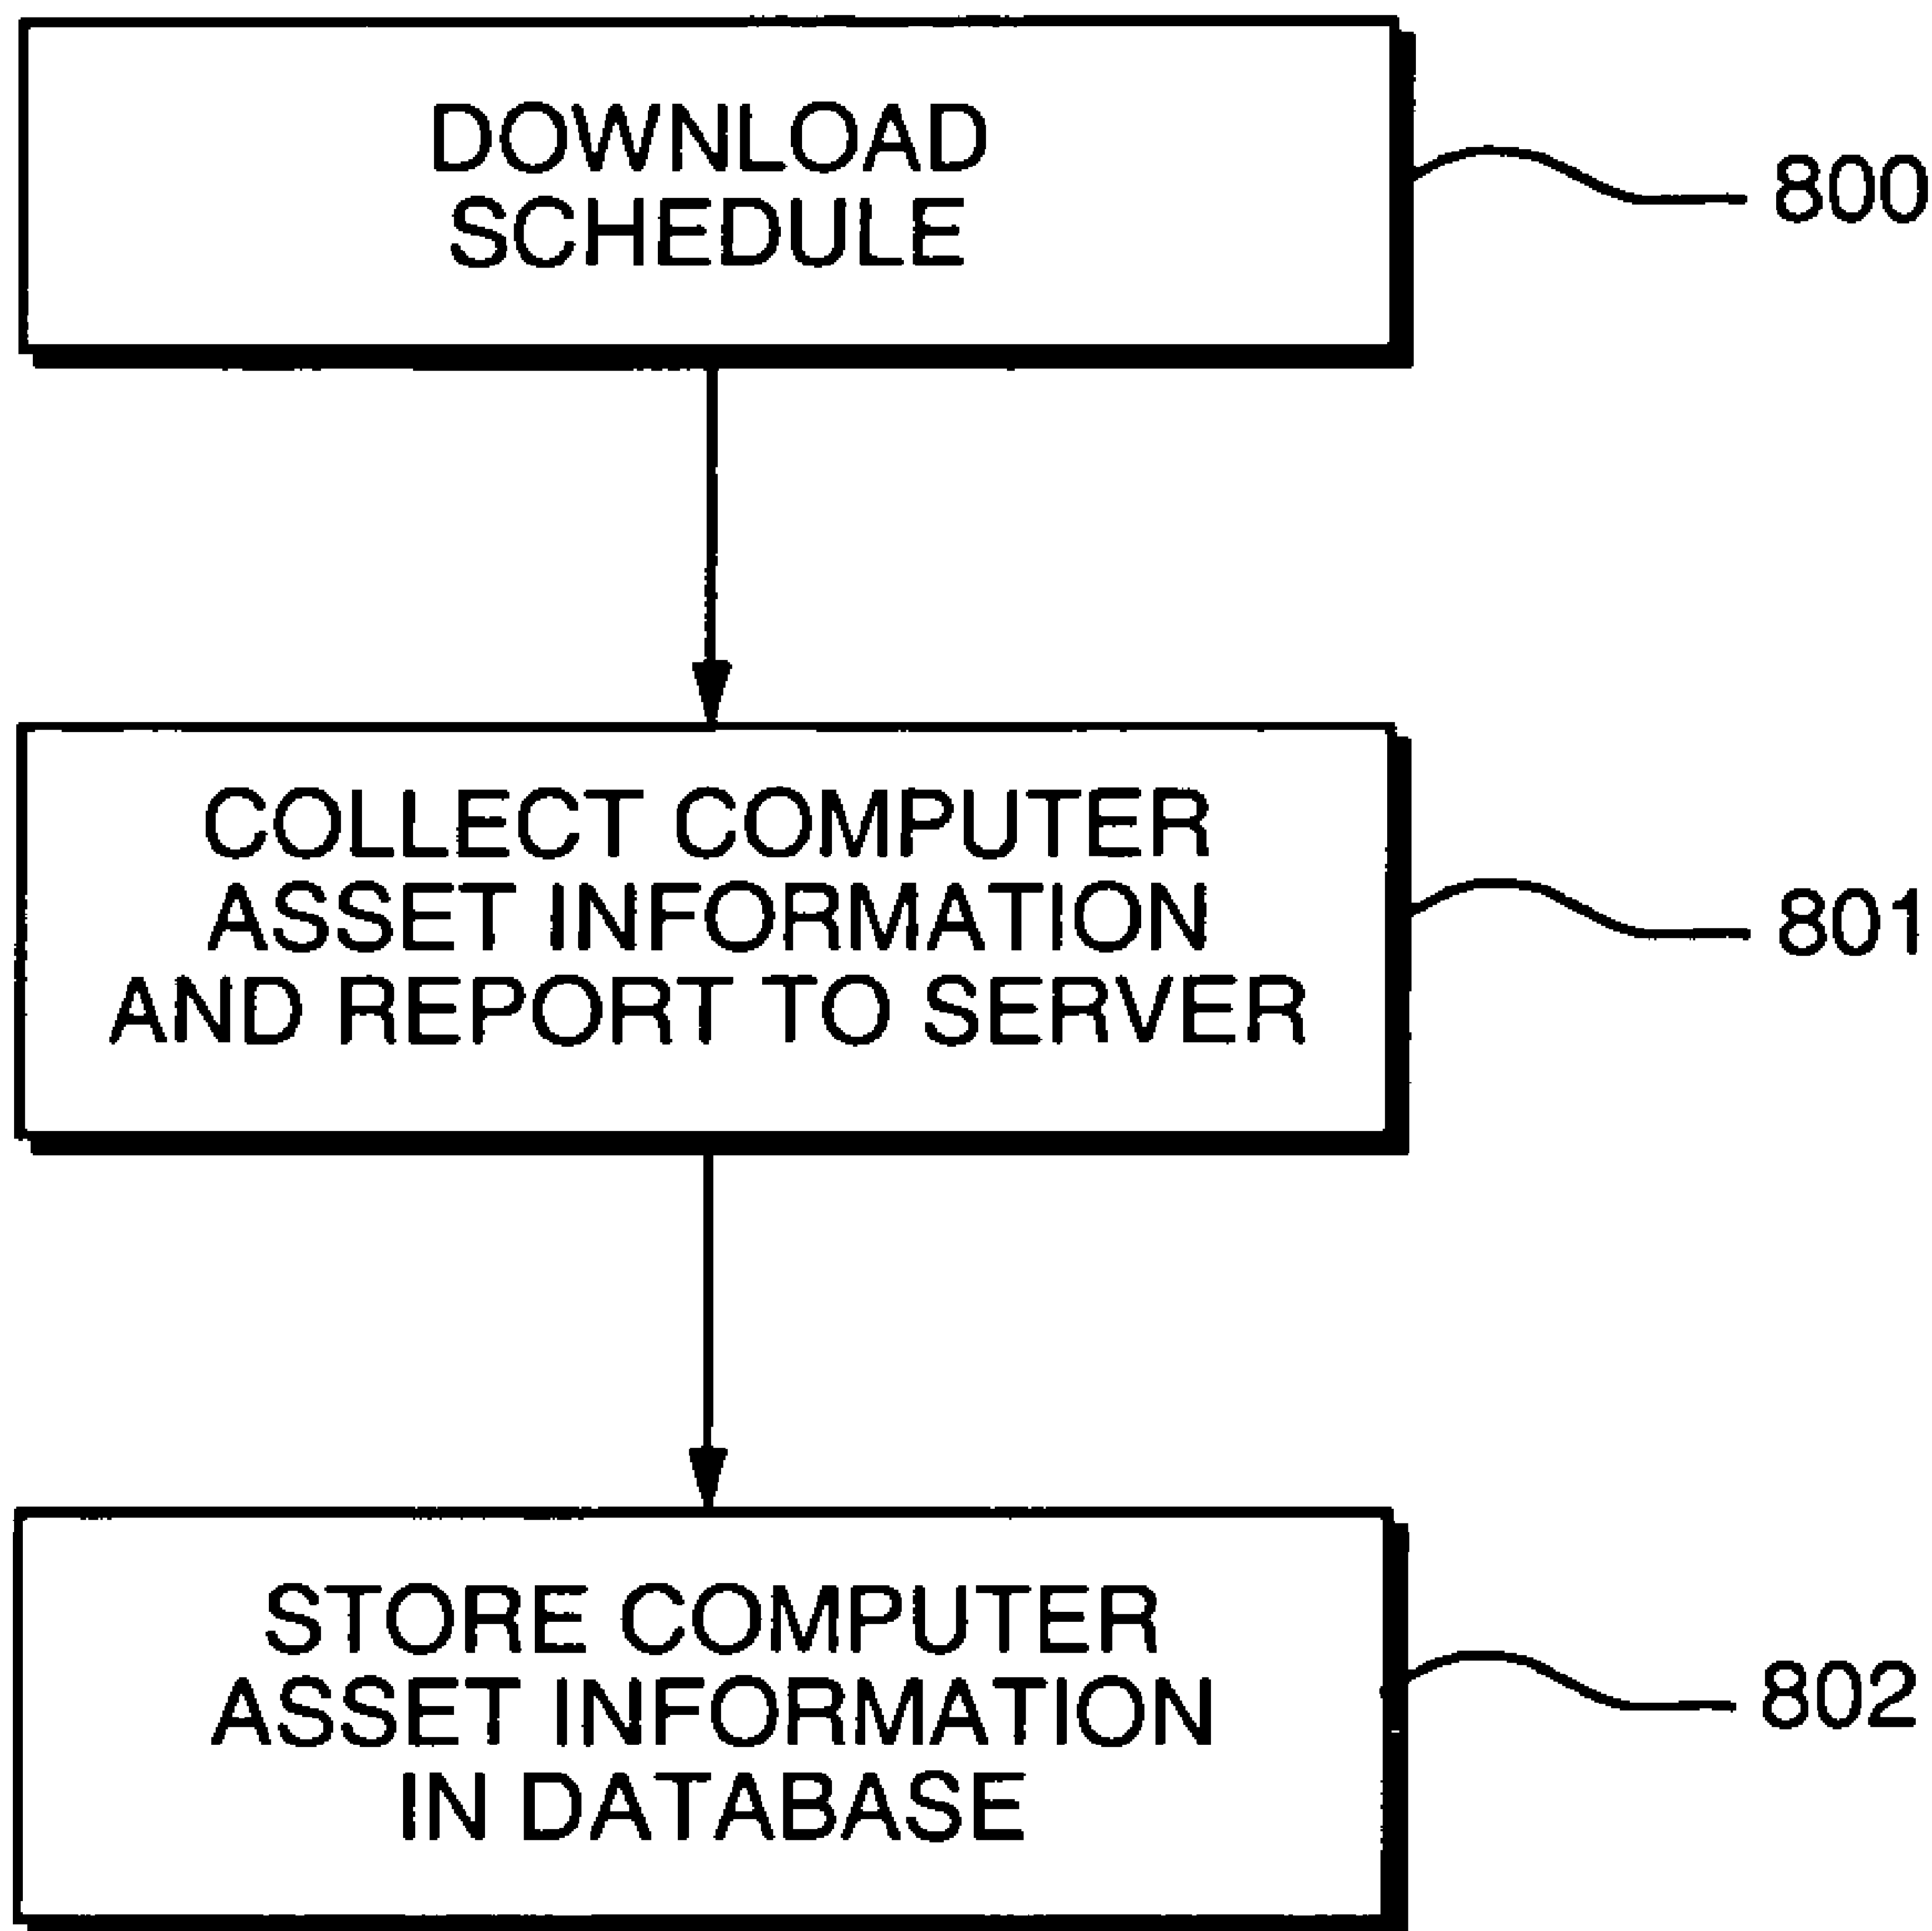 DOWNLOAD
SCHEDULE
800
COLLECT COMPUTER
ASSET INFORMATION
AND REPORT TO SERVER
801
STORE COMPUTER
ASSET INFORMATION
IN DATABASE
802